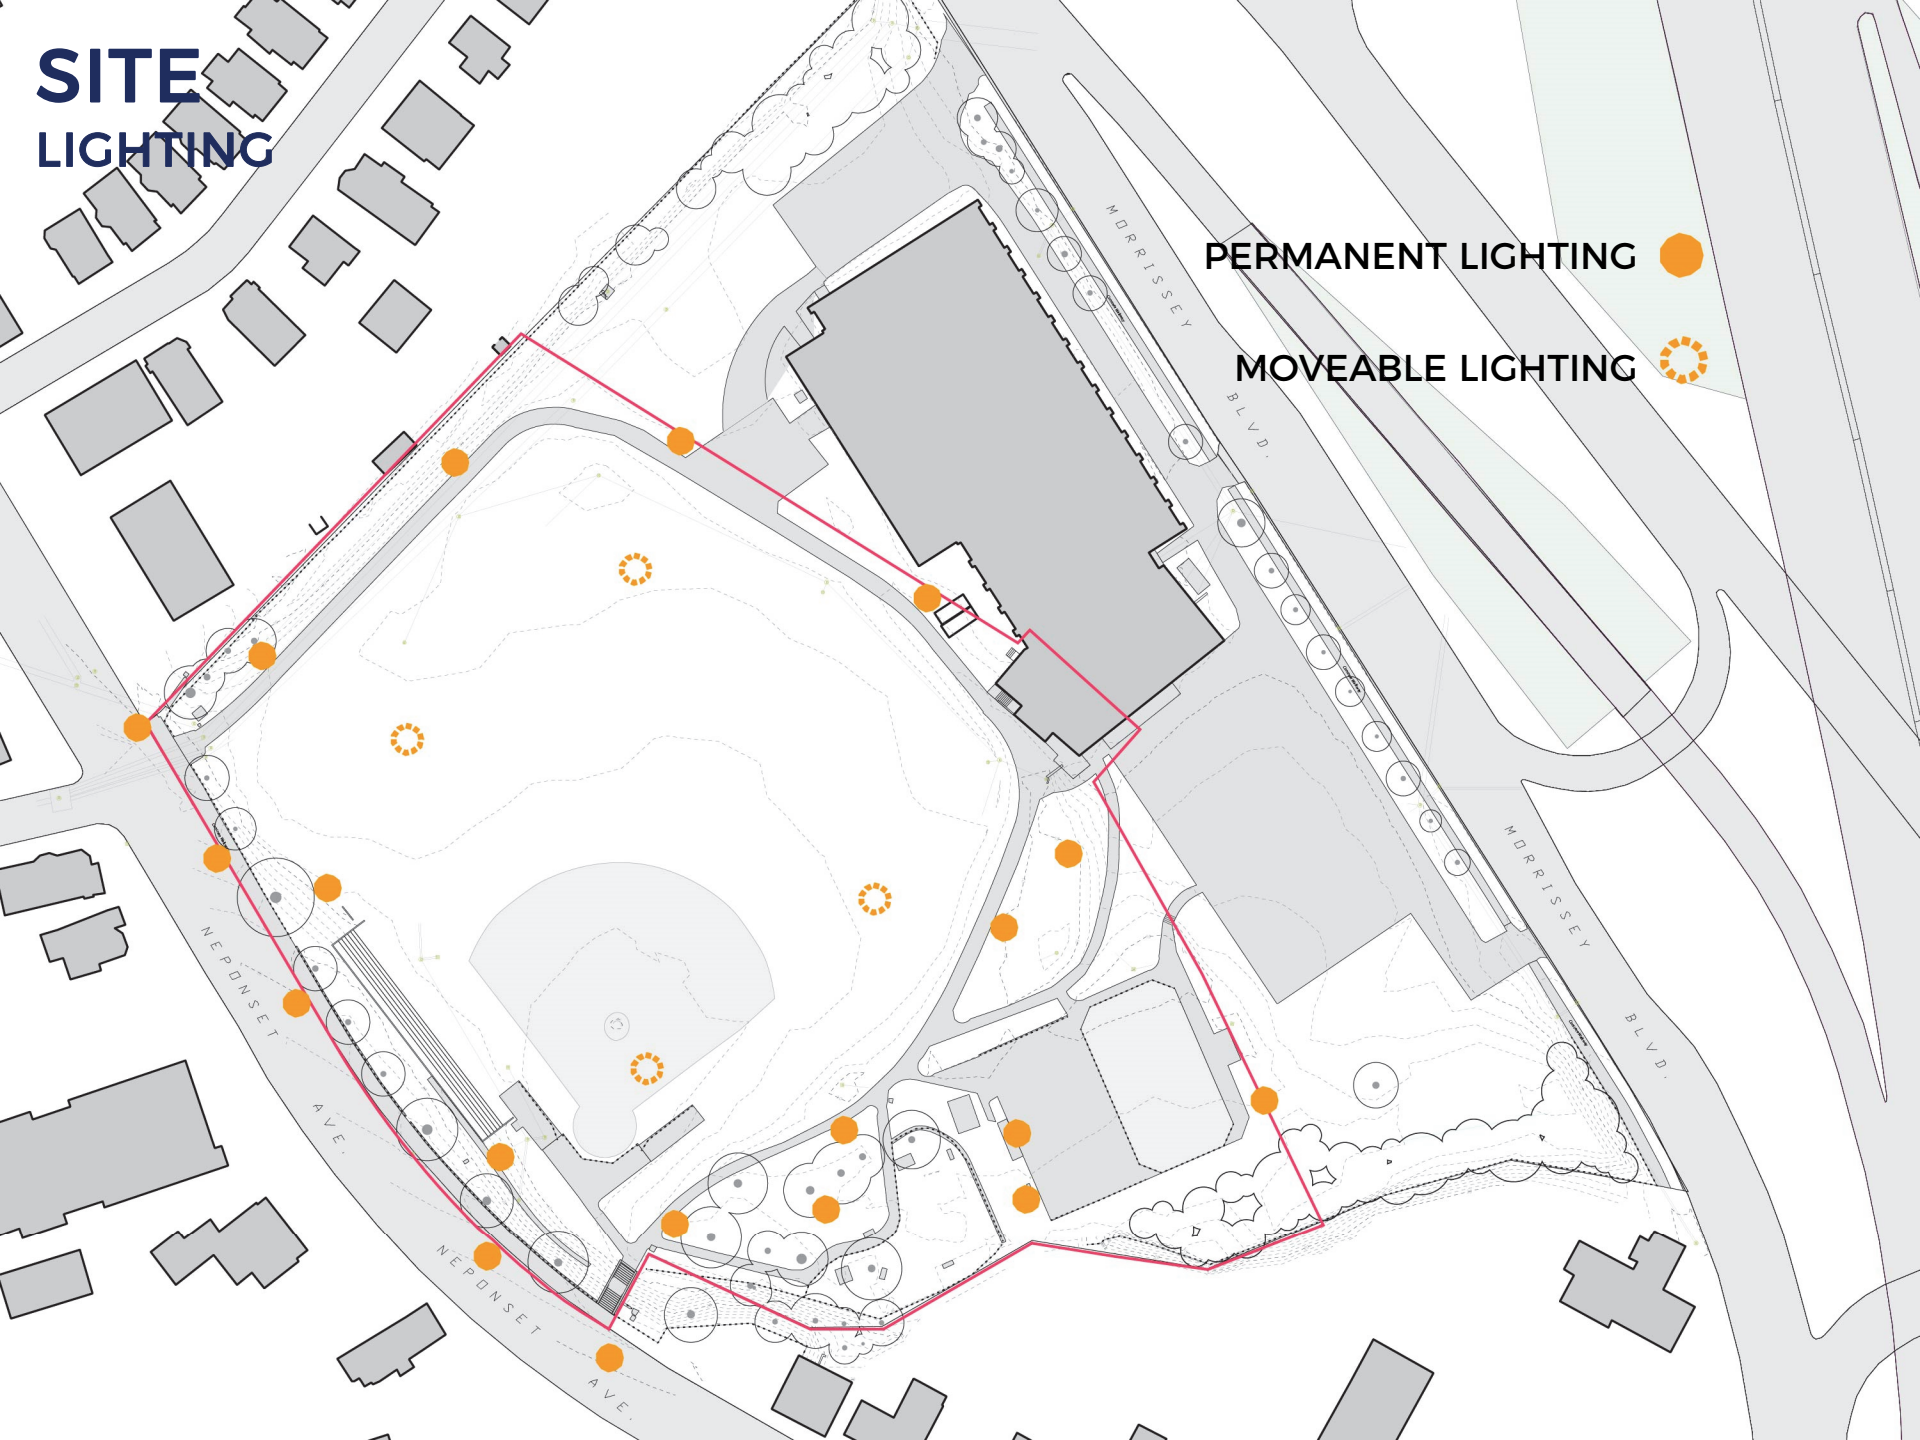 SITE
LIGHTING
PERMANENT LIGHTING
MOVEABLE LIGHTING
MORRISSEY
BLVD.
MORRISSEY
BLVD.
NEPONSET
AVE.
NEPONSET
AVE.